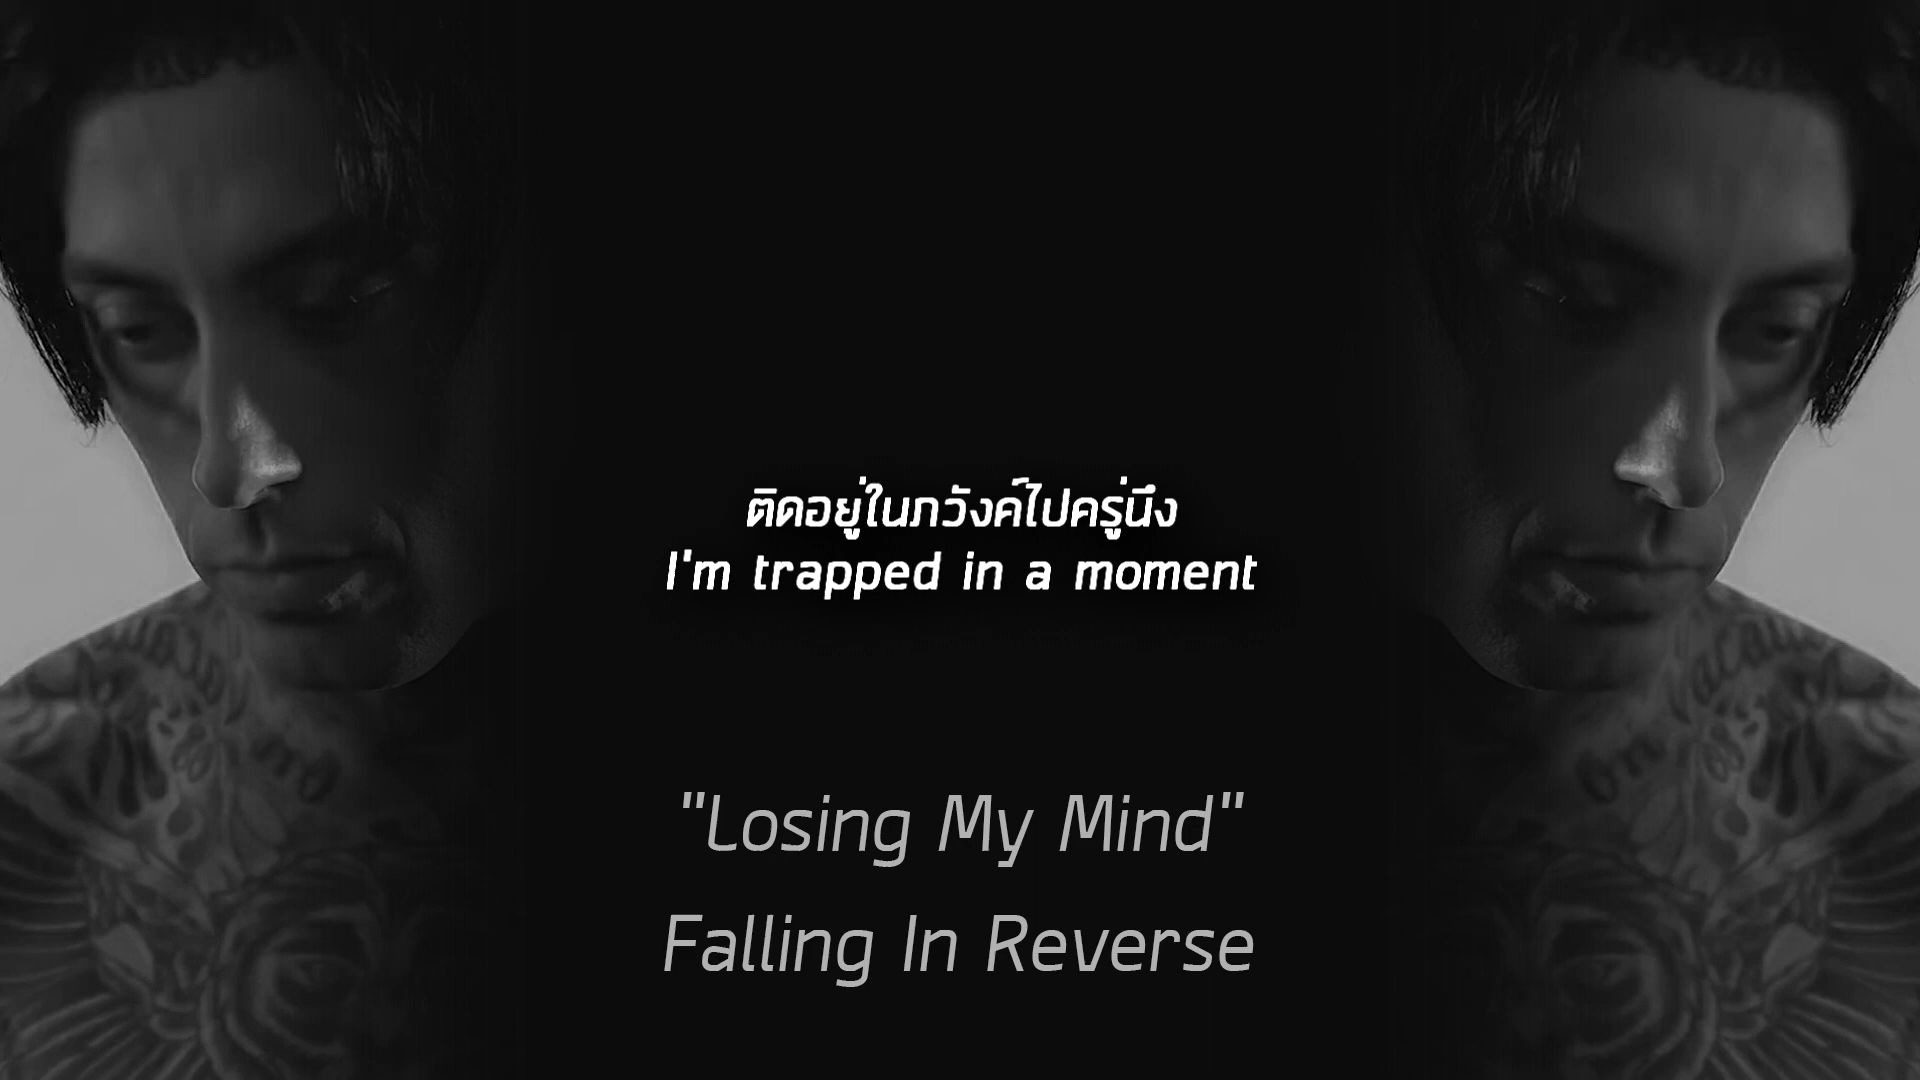 ติดอยู่ในภวังค์ไปครู่นึง
I'm trapped in a moment
"Losing My Mind"
Falling In Reverse